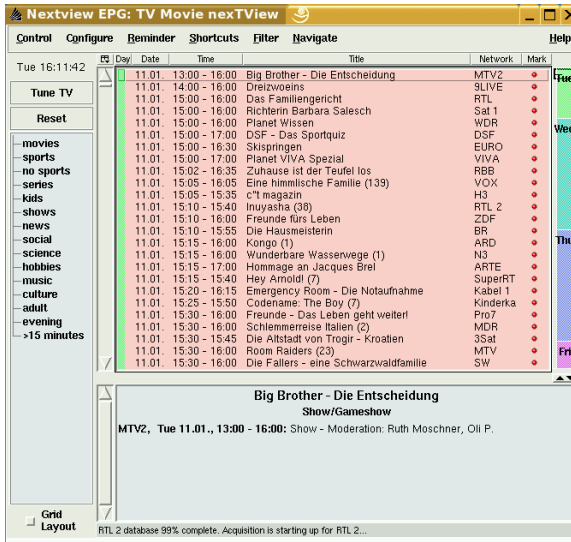 Nextview EPG: TV Movie nexTView
Control Configure Reminder Shortcuts Filter Navigate Help
Tue 16:11:42
Tune TV
Reset
movies
sports
no sports
series
kids
shows
news
social
science
hobbies
music
culture
adult
evening
>15 minutes
Grid
Layout
Day Date Time Title Network Mark
11.01. 13:00 - 16:00 Big Brother - Die Entscheidung MTV2
11.01. 14:00 - 16:00 Dreizwoeins 9LIVE
11.01. 15:00 - 16:00 Das Familiengericht RTL
11.01. 15:00 - 16:00 Richterin Barbara Salesch Sat 1
11.01. 15:00 - 16:00 Planet Wissen WDR
11.01. 15:00 - 17:00 DSF - Das Sportquiz DSF
11.01. 15:00 - 16:30 Skispringen EURO
11.01. 15:00 - 17:00 Planet VIVA Spezial VIVA
11.01. 15:02 - 16:35 Zuhause ist der Teufel los RBB
11.01. 15:05 - 16:05 Eine himmlische Familie (139) VOX
11.01. 15:05 - 15:35 c"t magazin H3
11.01. 15:10 - 15:40 Inuyasha (38) RTL 2
11.01. 15:10 - 16:00 Freunde fürs Leben ZDF
11.01. 15:10 - 15:55 Die Hausmeisterin BR
11.01. 15:15 - 16:00 Kongo (1) ARD
11.01. 15:15 - 16:00 Wunderbare Wasserwege (1) N3
11.01. 15:15 - 17:00 Hommage an Jacques Brel ARTE
11.01. 15:15 - 15:40 Hey Arnold! (7) SuperRT
11.01. 15:20 - 16:15 Emergency Room - Die Notaufnahme Kabel 1
11.01. 15:25 - 15:50 Codename: The Boy (7) Kinderka
11.01. 15:30 - 16:00 Freunde - Das Leben geht weiter! Pro7
11.01. 15:30 - 16:00 Schlemmerreise Italien (2) MDR
11.01. 15:30 - 15:45 Die Altstadt von Trogir - Kroatien 3Sat
11.01. 15:30 - 16:00 Room Raiders (23) MTV
11.01. 15:30 - 16:00 Die Fallers - eine Schwarzwaldfamilie SW
Tue
Wed
Thu
Fri
Big Brother - Die Entscheidung
Show/Gameshow
MTV2, Tue 11.01., 13:00 - 16:00: Show - Moderation: Ruth Moschner, Oli P.
RTL 2 database 99% complete. Acquisition is starting up for RTL 2...